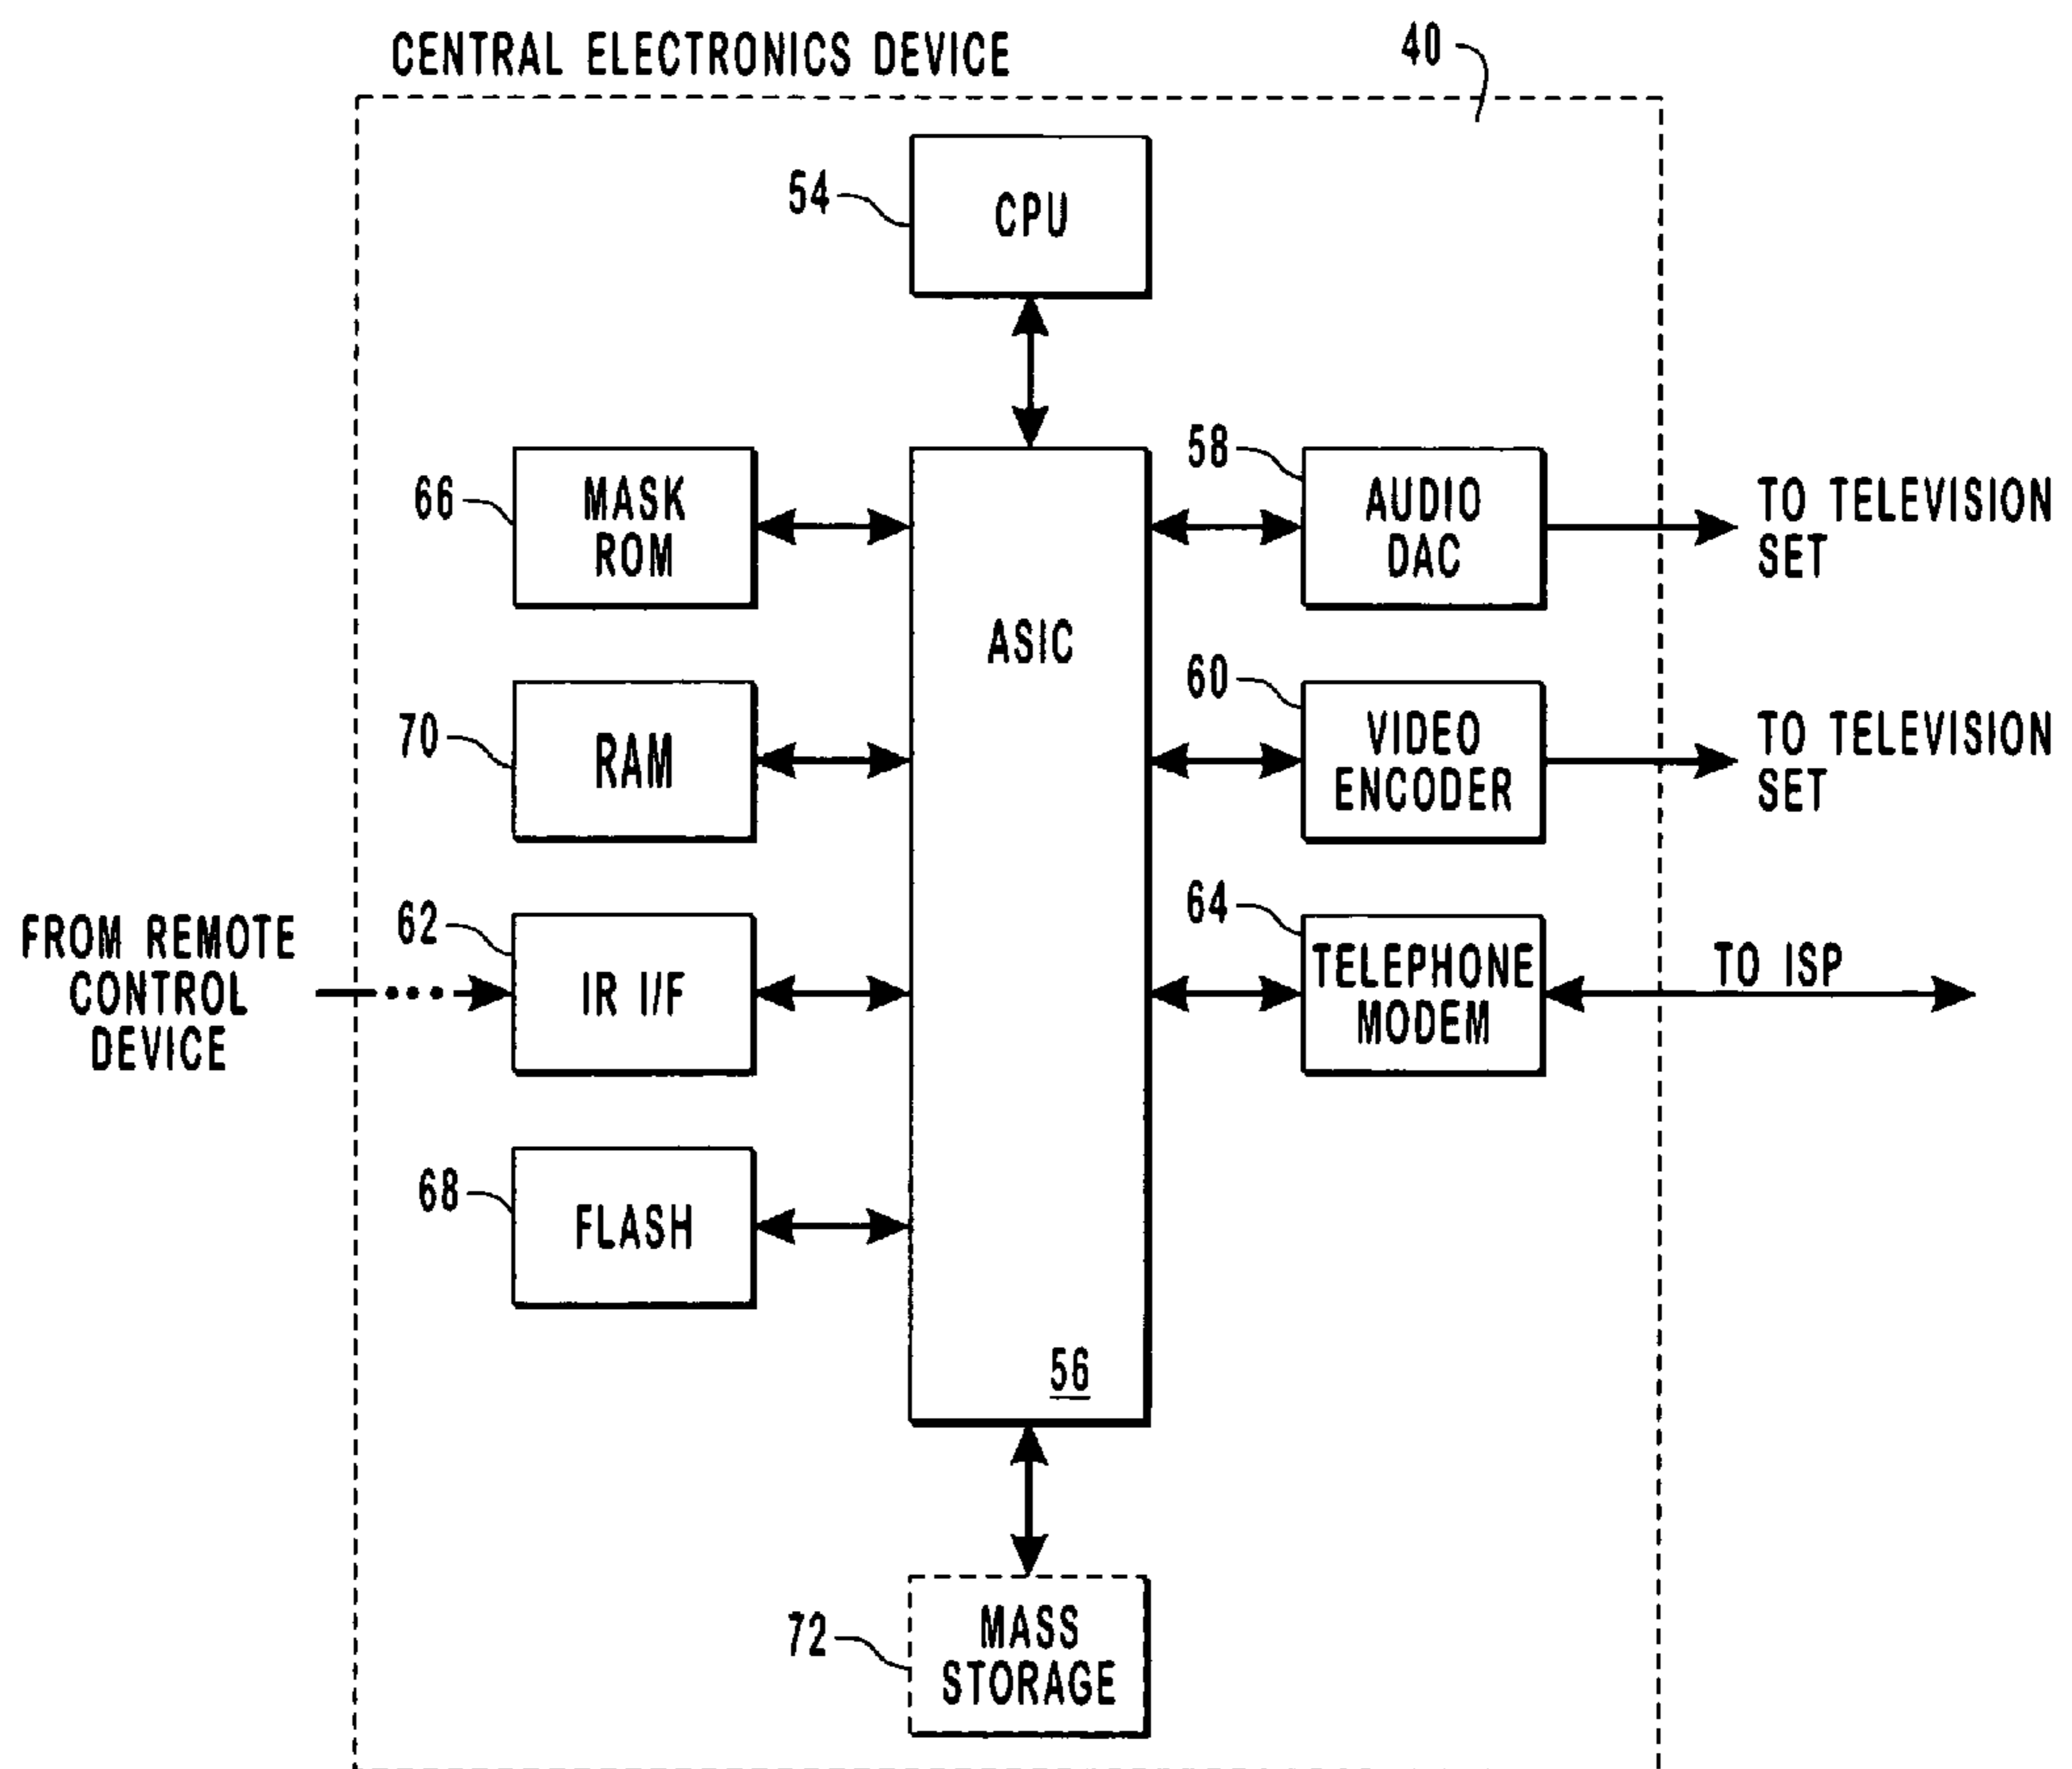 CENTRAL ELECTRONICS DEVICE
40
54
CPU
66
MASK
ROM
ASIC
58
AUDIO
DAC
TO TELEVISION
SET
70
RAM
60
VIDEO
ENCODER
TO TELEVISION
SET
FROM REMOTE
CONTROL
DEVICE
62
IR I/F
64
TELEPHONE
MODEM
TO ISP
68
FLASH
56
72
MASS
STORAGE